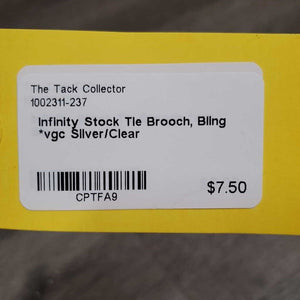 The Tack Collector
1002311-237
Infinity Stock Tie Brooch, Bling
*vgc Silver/Clear
$7.50
CPTFA9